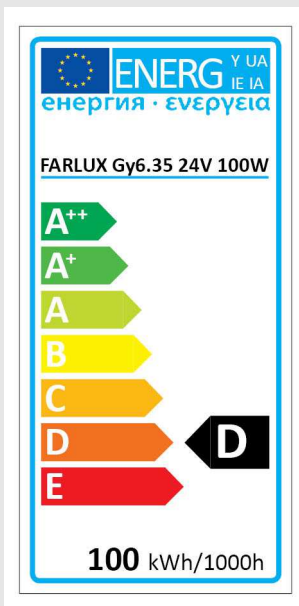 ENERG Y UA
IE IA
енергия · ενεργεια
FARLUX Gy6.35 24V 100W
A++
A+
A
B
C
D
D
E
100 kWh/1000h